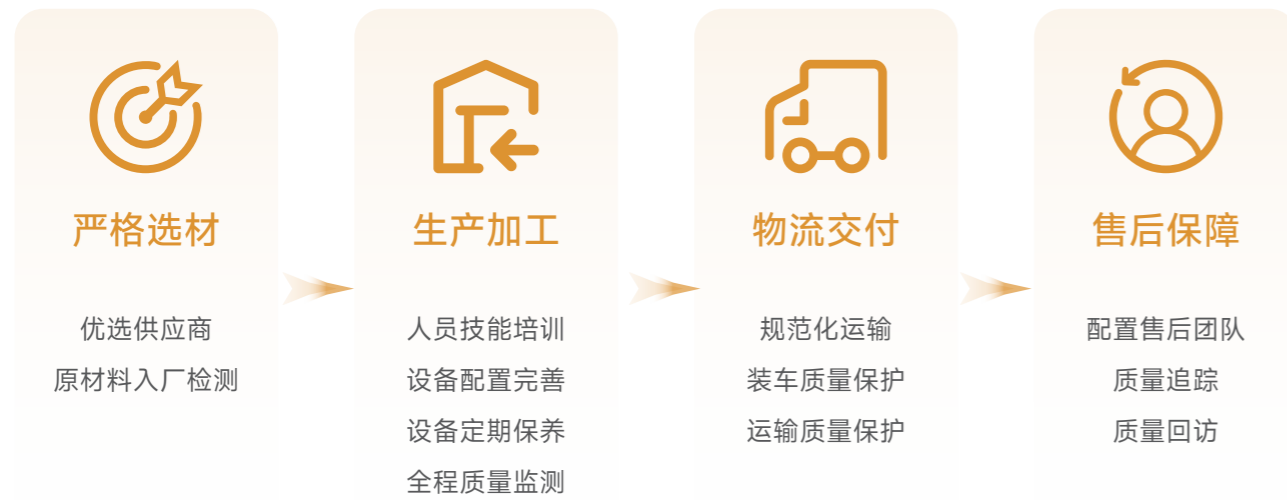 严格选材
优选供应商
原材料入厂检测
生产加工
人员技能培训
设备配置完善
设备定期保养
全程质量监测
物流交付
规范化运输
装车质量保护
运输质量保护
售后保障
配置售后团队
质量追踪
质量回访